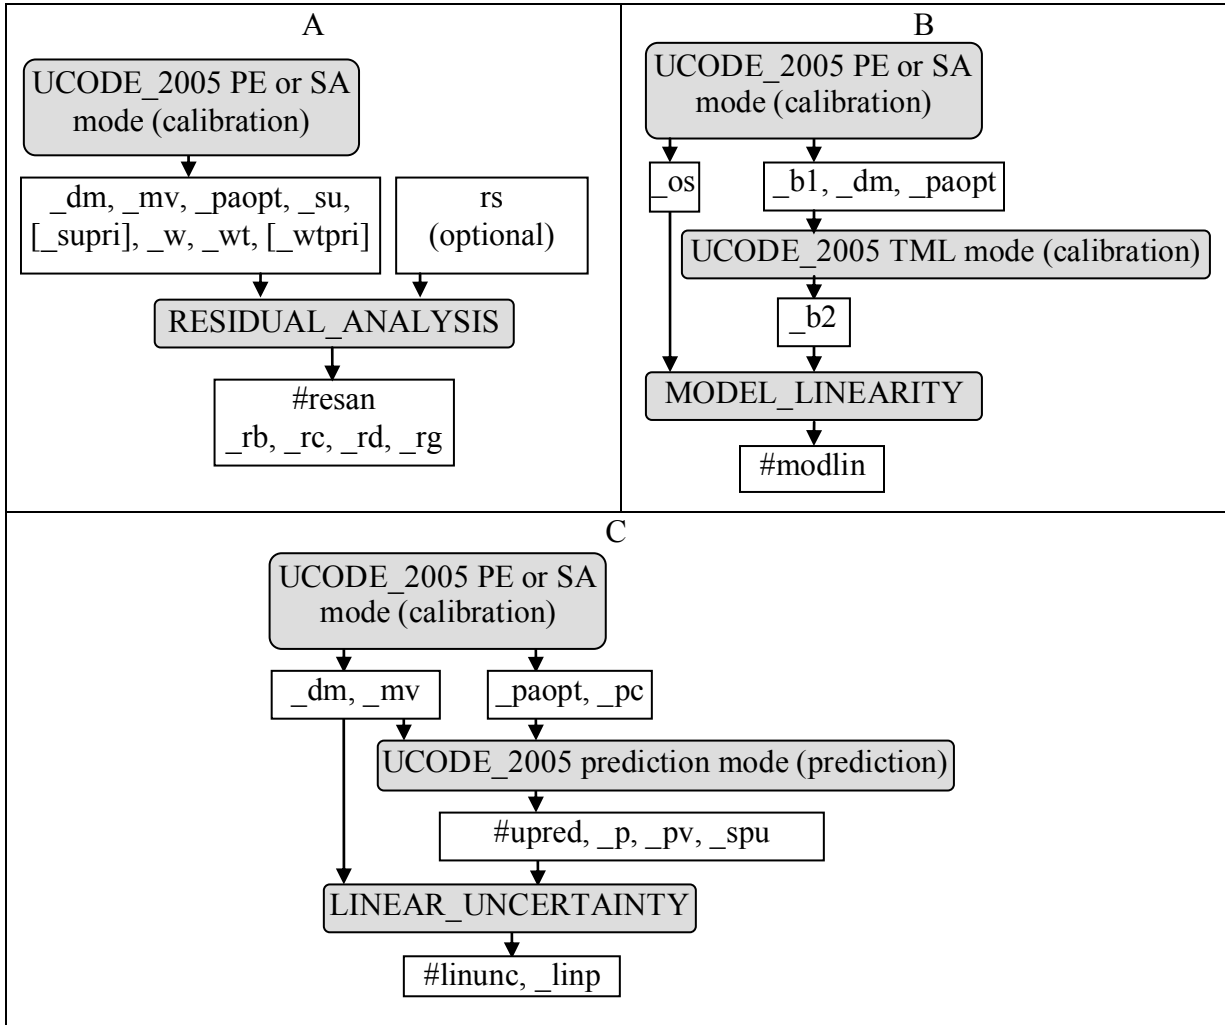 A
UCODE_2005 PE or SA
mode (calibration)
_dm, _mv, _paopt, _su,
[_supri], _w, _wt, [_wtpri]
rs
(optional)
RESIDUAL_ANALYSIS
#resan
_rb, _rc, _rd, _rg
B
UCODE_2005 PE or SA
mode (calibration)
_os
_b1, _dm, _paopt
UCODE_2005 TML mode (calibration)
_b2
MODEL_LINEARITY
#modlin
C
UCODE_2005 PE or SA
mode (calibration)
_dm, _mv
_paopt, _pc
UCODE_2005 prediction mode (prediction)
#upred, _p, _pv, _spu
LINEAR_UNCERTAINTY
#linunc, _linp